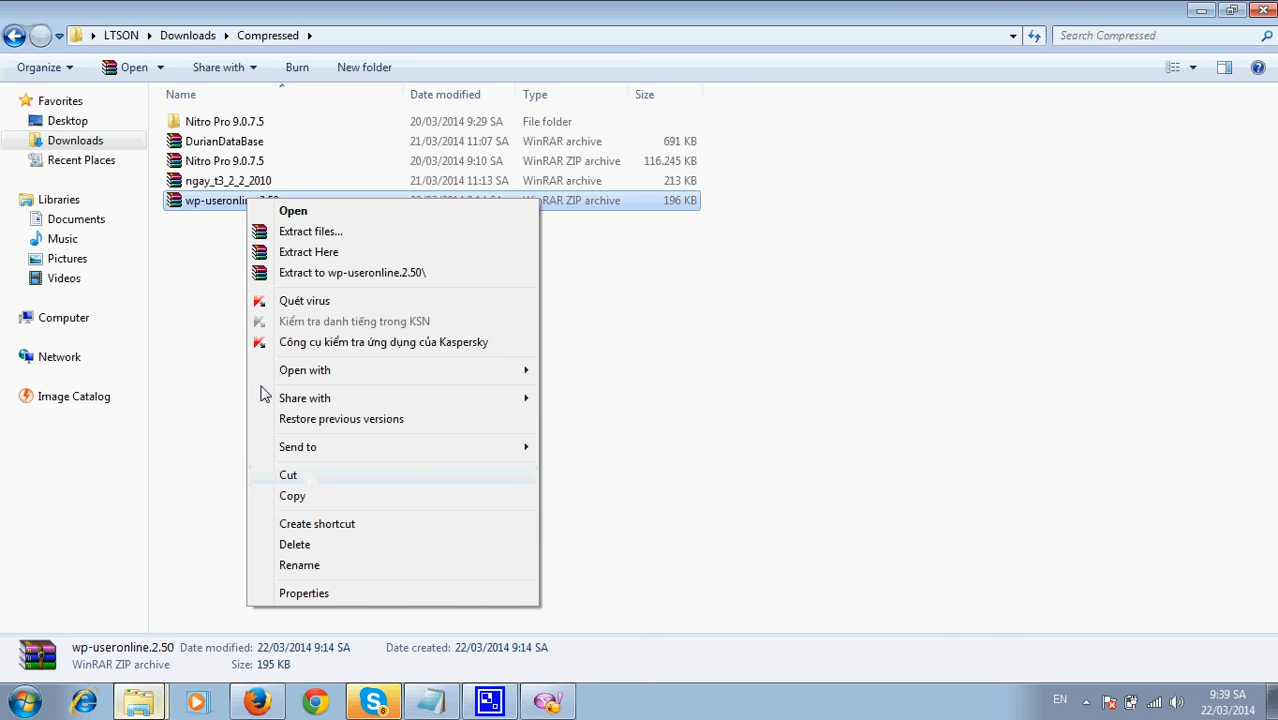 LTSON Downloads Compressed
Search Compressed
Organize Open Share with Burn New folder
Name Date modified Type Size
Favorites
Desktop
Downloads
Recent Places
Libraries
Documents
Music
Pictures
Videos
Computer
Network
Image Catalog
Nitro Pro 9.0.7.5 20/03/2014 9:29 SA File folder
DurianDataBase 21/03/2014 11:07 SA WinRAR archive 691 KB
Nitro Pro 9.0.7.5 20/03/2014 9:10 SA WinRAR ZIP archive 116.245 KB
ngay_t3_2_2_2010 21/03/2014 11:13 SA WinRAR archive 213 KB
WinRAR ZIP archive 196 KB
Open
Extract files...
Extract Here
Extract to wp-useronline.2.50\
Quét virus
Kiểm tra danh tiếng trong KSN
Công cụ kiểm tra ứng dụng của Kaspersky
Open with
Share with
Restore previous versions
Send to
Cut
Copy
Create shortcut
Delete
Rename
Properties
wp-useronline.2.50 Date modified: 22/03/2014 9:14 SA Date created: 22/03/2014 9:14 SA
WinRAR ZIP archive Size: 195 KB
8
EN
9:39 SA
22/03/2014